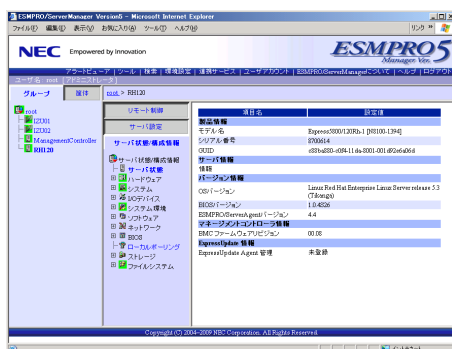 ESMPRO/ServerManager Version5 - Microsoft Internet Explorer
ファイル(F) 編集(E) 表示(V) お気に入り(A) ツール(T) ヘルプ(H) リンク
NEC Empowered by Innovation
ESMPRO5
Manager Ver. 5
アラートビューア | ツール | 検索 | 環境設定 | 連携サービス | ユーザアカウント | ESMPRO/ServerManagerについて | ヘルプ | ログアウト
ユーザ名 : root [アドミニストレータ]
グループ 筐体
root > RH120
root
IZU01
IZU02
ManagementController
RH120
リモート制御
サーバ設定
サーバ状態/構成情報
サーバ状態/構成情報
サーバ状態
ハードウェア
システム
I/Oデバイス
システム環境
ソフトウェア
ネットワーク
BIOS
ローカルポーリング
ストレージ
ファイルシステム
項目名 設定値
製品情報
モデル名 Express5800/120Rh-1 [N8100-1394]
シリアル番号 8700614
GUID
サーバ情報
備考
バージョン情報
OSバージョン Linux Red Hat Enterprise Linux Server release 5.3 (Tikanga)
BIOSバージョン 1.0.4S26
ESMPRO/ServerAgentバージョン 4.4
マネージメントコントローラ情報
BMCファームウェアリビジョン 00.08
ExpressUpdate 情報
ExpressUpdate Agent 管理 未登録
Copyright (C) 2004-2009 NEC Corporation. All Rights Reserved.